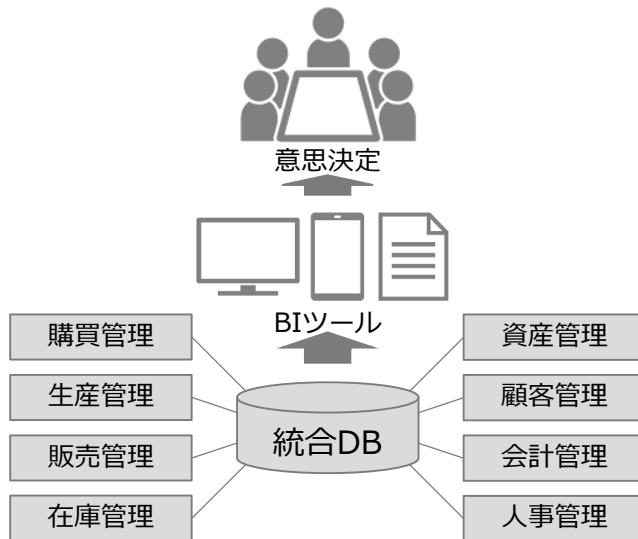 意思決定
BIツール
購買管理
資産管理
生産管理
顧客管理
統合DB
販売管理
会計管理
在庫管理
人事管理